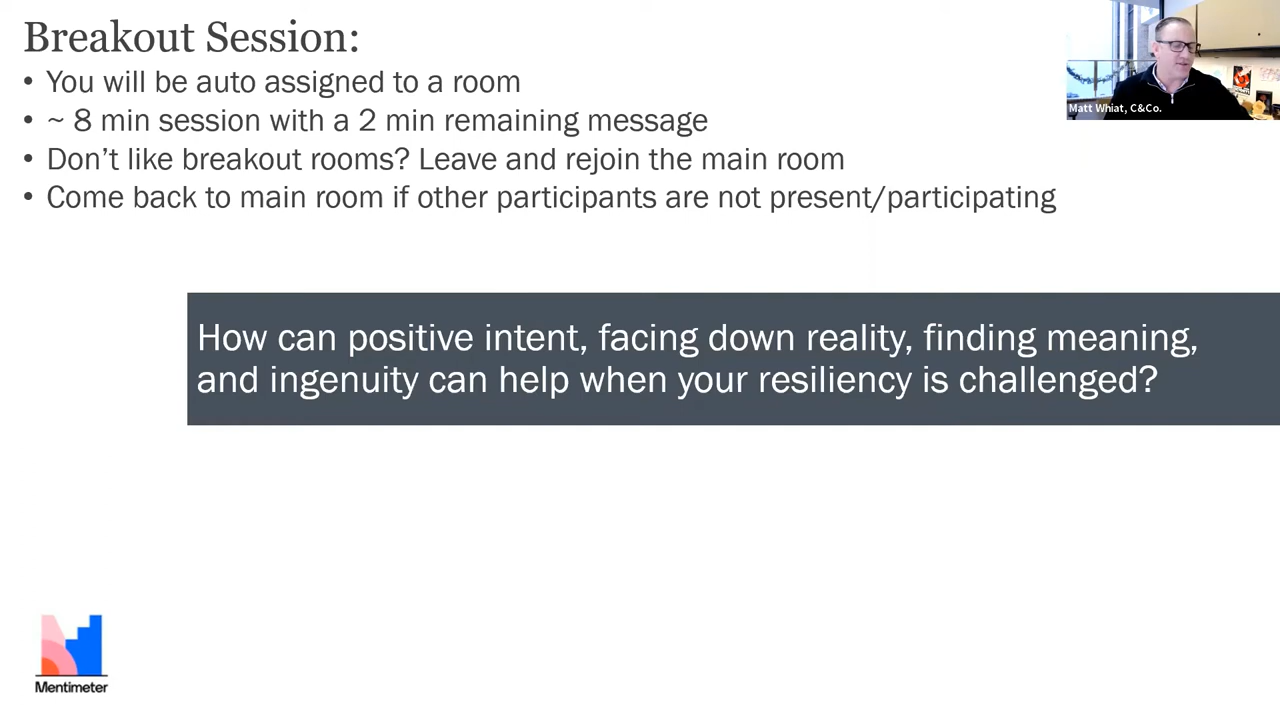 Breakout Session:
• You will be auto assigned to a room
• ~ 8 min session with a 2 min remaining message
• Don’t like breakout rooms? Leave and rejoin the main room
• Come back to main room if other participants are not present/participating
Matt Whiat, C&Co.
How can positive intent, facing down reality, finding meaning,
and ingenuity can help when your resiliency is challenged?
Mentimeter